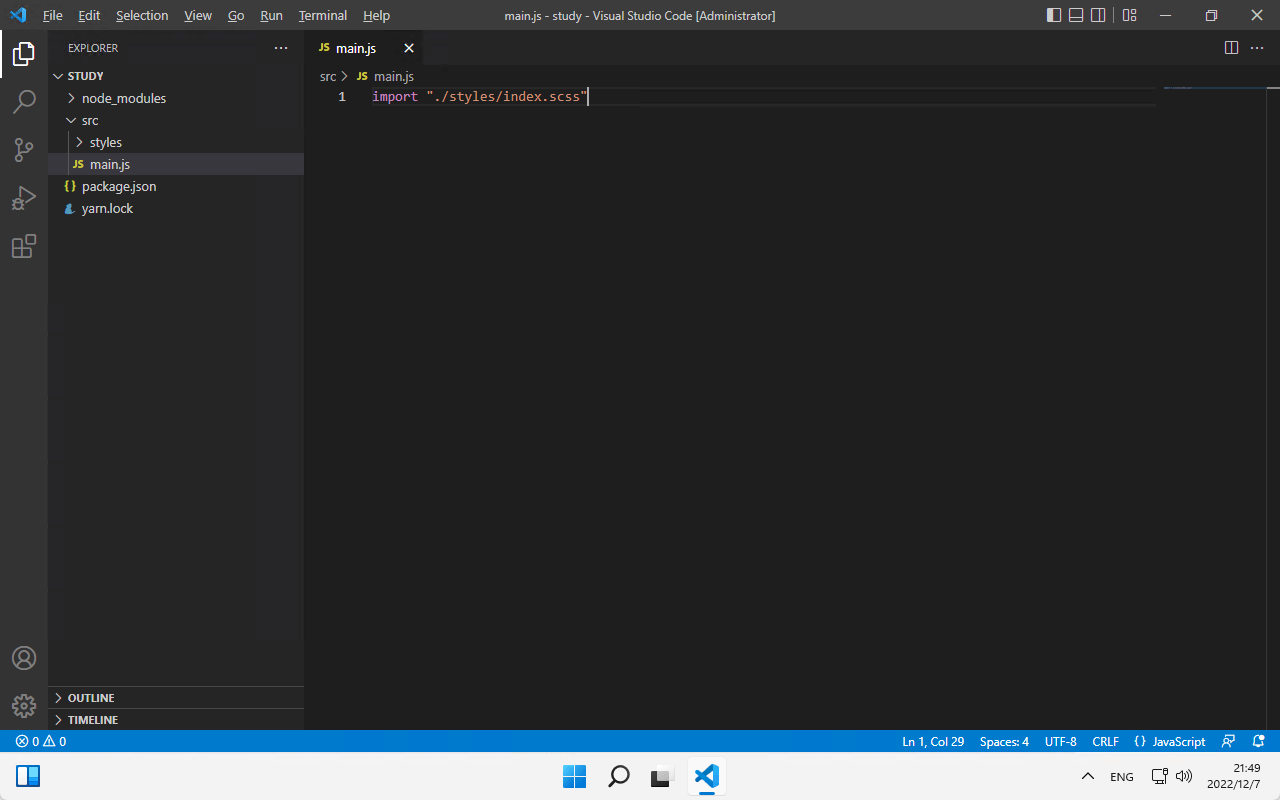 File Edit Selection View Go Run Terminal Help main.js - study - Visual Studio Code [Administrator]
EXPLORER
JS main.js
STUDY
src JS main.js
node_modules
1 import "./styles/index.scss"
src
styles
JS main.js
{} package.json
yarn.lock
OUTLINE
TIMELINE
0 0 Ln 1, Col 29 Spaces: 4 UTF-8 CRLF {} JavaScript
ENG
21:49
2022/12/7